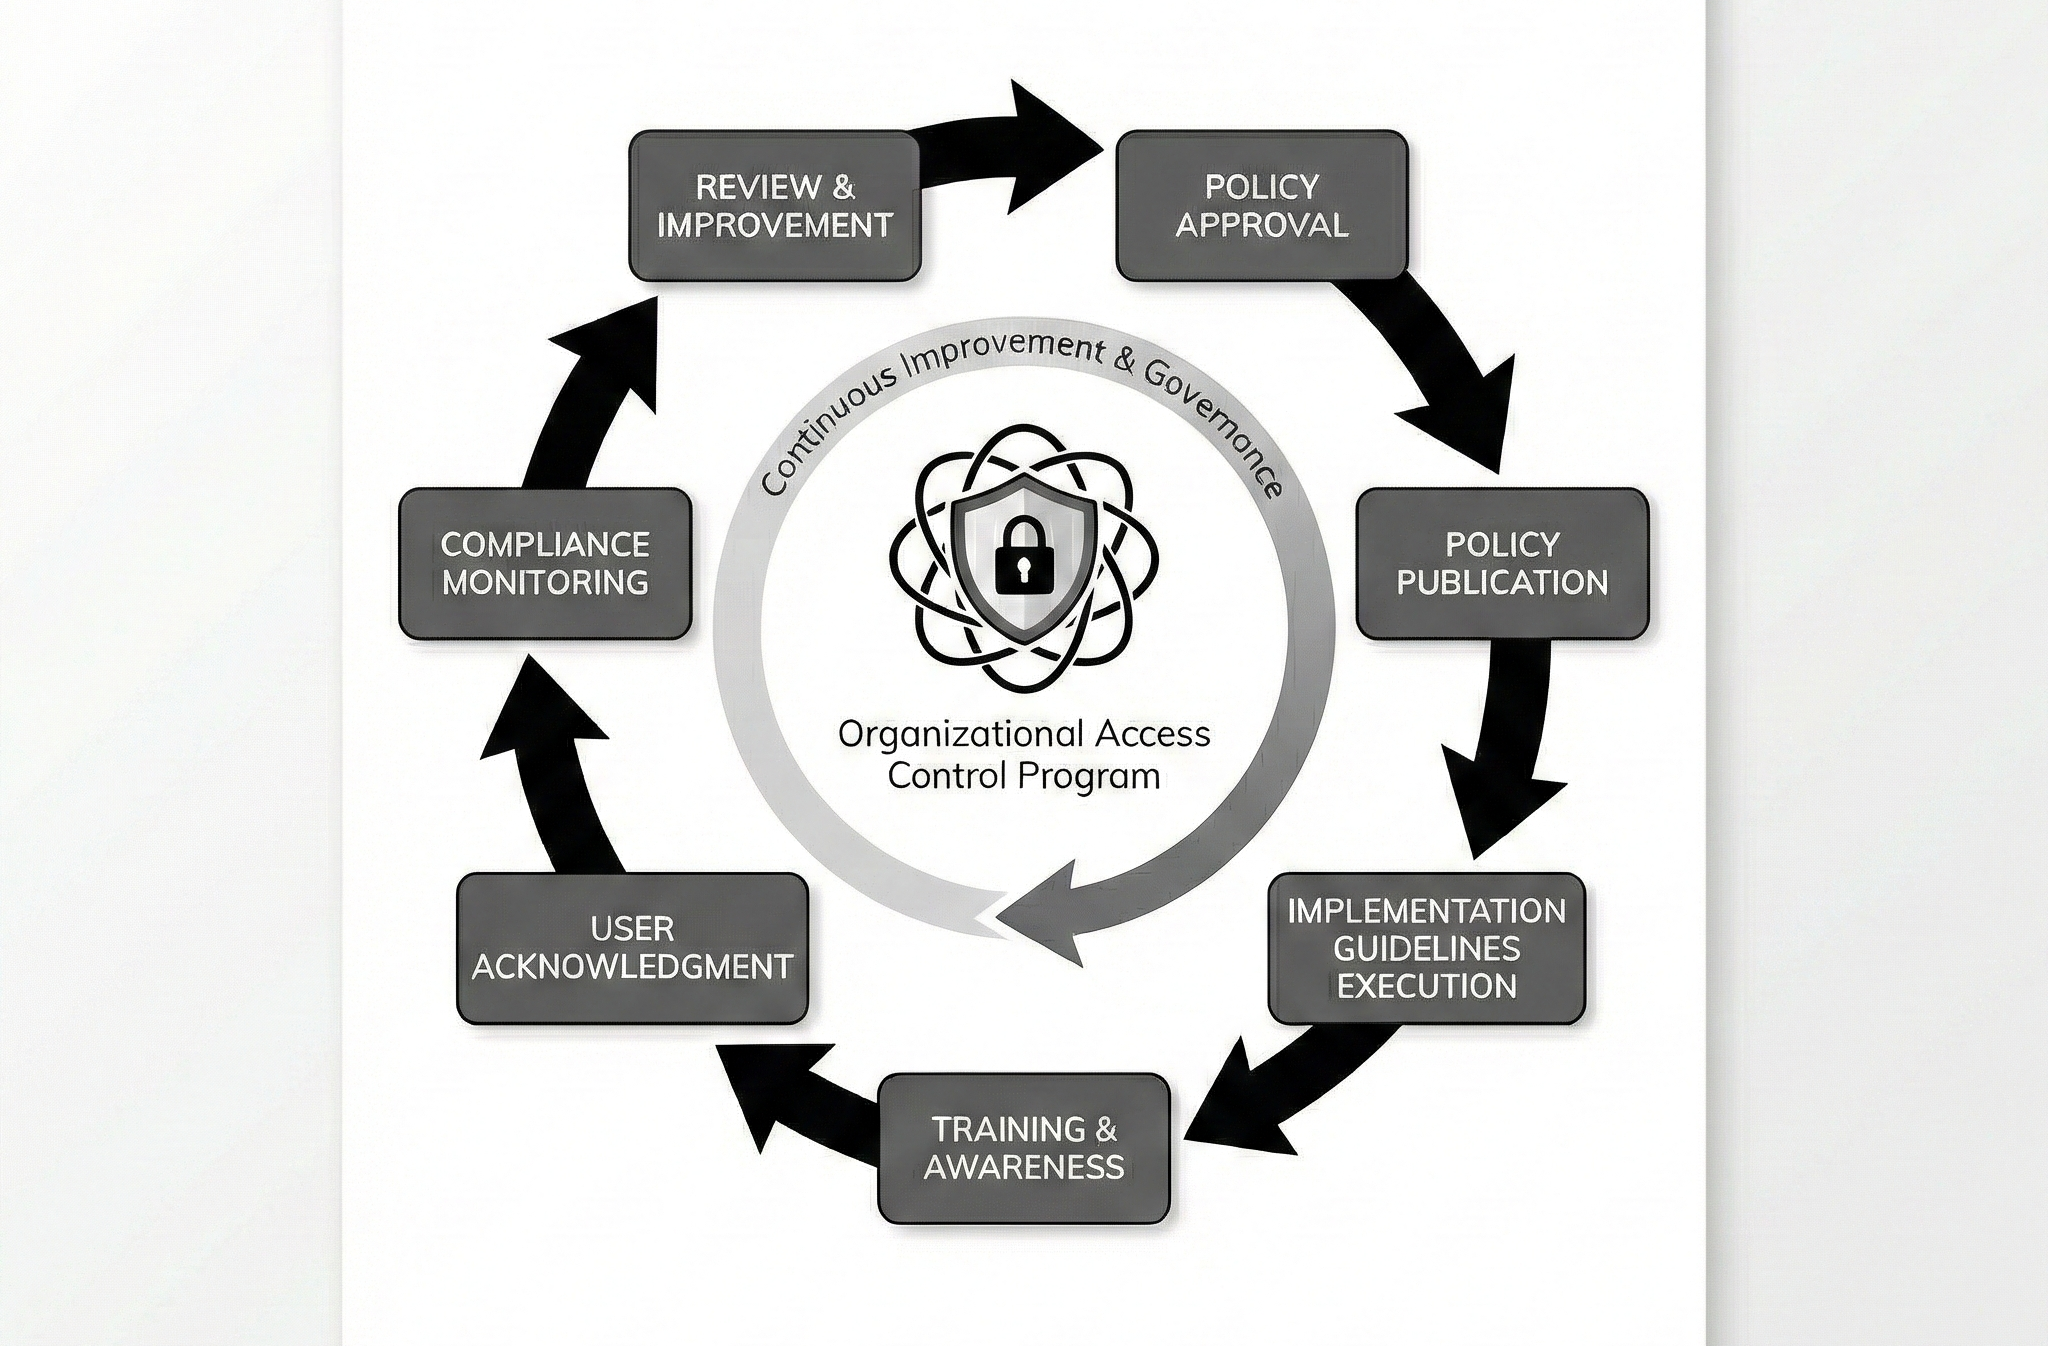 REVIEW &
IMPROVEMENT
POLICY
APPROVAL
Continuous Improvement & Governance
COMPLIANCE
MONITORING
POLICY
PUBLICATION
Organizational Access
Control Program
USER
ACKNOWLEDGMENT
IMPLEMENTATION
GUIDELINES
EXECUTION
TRAINING &
AWARENESS